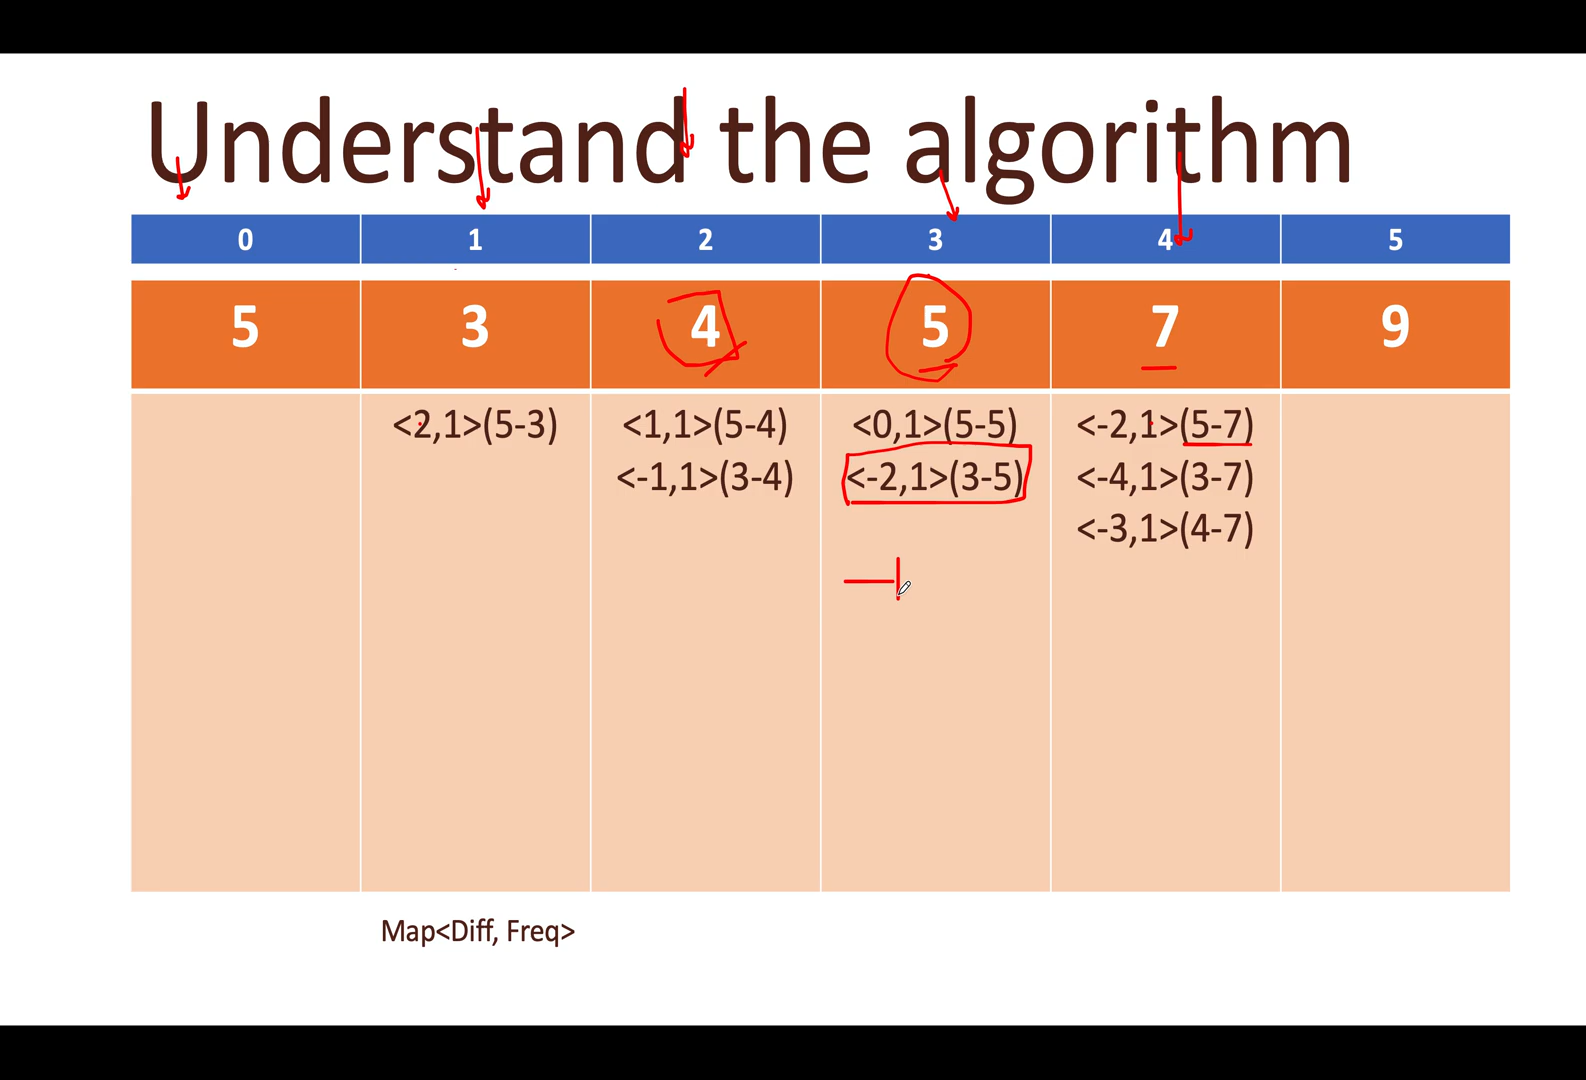 Understand the algorithm
0 1 2 3 4 5
5 3 4 5 7 9
<2,1>(5-3) <1,1>(5-4) <0,1>(5-5) <-2,1>(5-7)
<-1,1>(3-4) <-2,1>(3-5) <-4,1>(3-7)
<-3,1>(4-7)
Map<Diff, Freq>